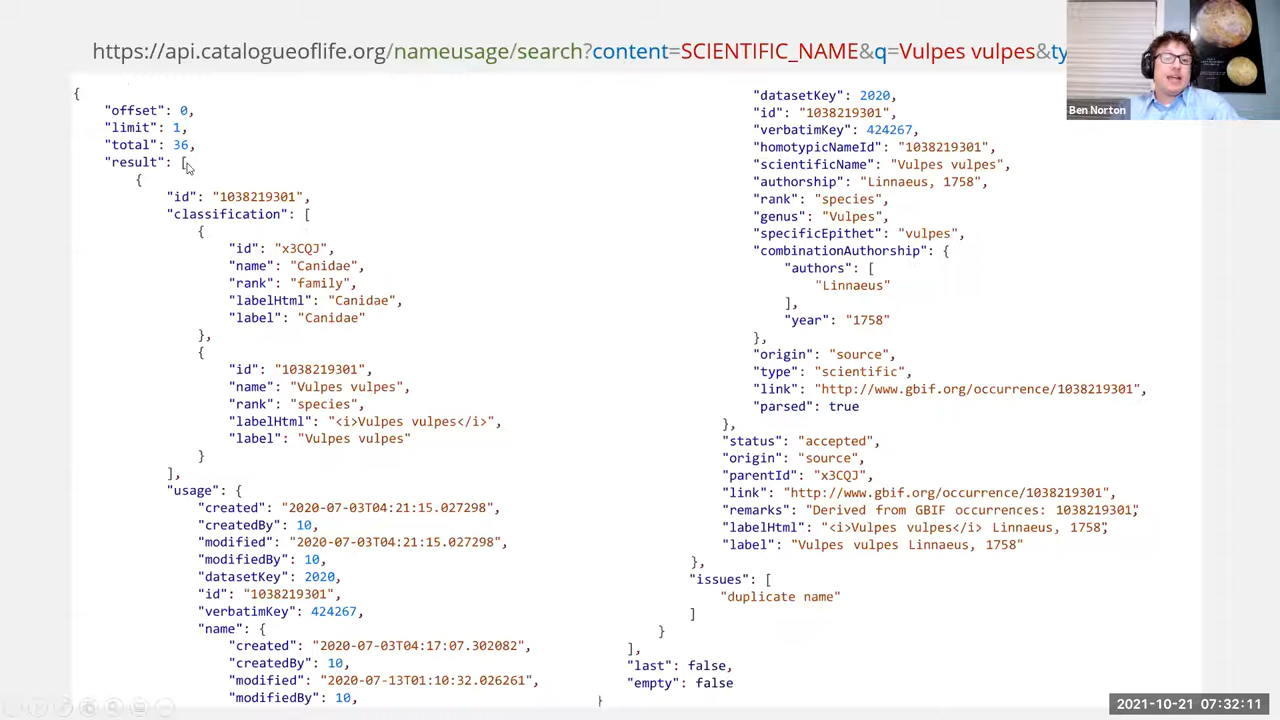 https://api.catalogueoflife.org/nameusage/search?content=SCIENTIFIC_NAME&q=Vulpes vulpes&ty
Ben Norton
{
"offset": 0,
"limit": 1,
"total": 36,
"result": [
{
"id": "1038219301",
"classification": [
{
"id": "x3CQJ",
"name": "Canidae",
"rank": "family",
"labelHtml": "Canidae",
"label": "Canidae"
},
{
"id": "1038219301",
"name": "Vulpes vulpes",
"rank": "species",
"labelHtml": "<i>Vulpes vulpes</i>",
"label": "Vulpes vulpes"
}
],
"usage": {
"created": "2020-07-03T04:21:15.027298",
"createdBy": 10,
"modified": "2020-07-03T04:21:15.027298",
"modifiedBy": 10,
"datasetKey": 2020,
"id": "1038219301",
"verbatimKey": 424267,
"name": {
"created": "2020-07-03T04:17:07.302082",
"createdBy": 10,
"modified": "2020-07-13T01:10:32.026261",
"modifiedBy": 10,
"datasetKey": 2020,
"id": "1038219301",
"verbatimKey": 424267,
"homotypicNameId": "1038219301",
"scientificName": "Vulpes vulpes",
"authorship": "Linnaeus, 1758",
"rank": "species",
"genus": "Vulpes",
"specificEpithet": "vulpes",
"combinationAuthorship": {
"authors": [
"Linnaeus"
],
"year": "1758"
},
"origin": "source",
"type": "scientific",
"link": "http://www.gbif.org/occurrence/1038219301",
"parsed": true
},
"status": "accepted",
"origin": "source",
"parentId": "x3CQJ",
"link": "http://www.gbif.org/occurrence/1038219301",
"remarks": "Derived from GBIF occurrences: 1038219301",
"labelHtml": "<i>Vulpes vulpes</i> Linnaeus, 1758",
"label": "Vulpes vulpes Linnaeus, 1758"
},
"issues": [
"duplicate name"
]
}
],
"last": false,
"empty": false
}
2021-10-21 07:32:11